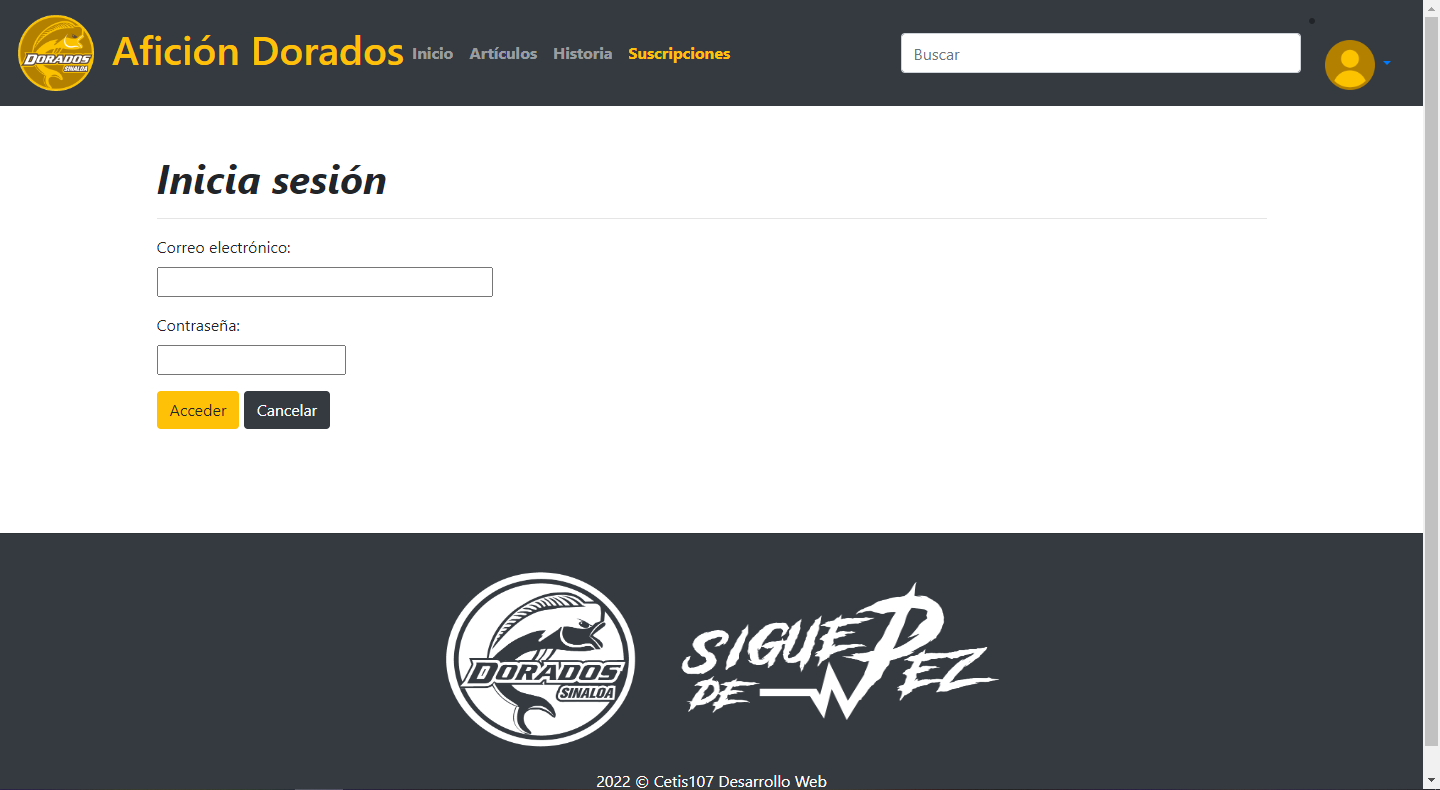 DORADOS
SINALOA
Afición Dorados
Inicio
Artículos
Historia
Suscripciones
Buscar
Inicia sesión
Correo electrónico:
Contraseña:
Acceder
Cancelar
DORADOS
SINALOA
SIGUE PEZ
DE
2022 © Cetis107 Desarrollo Web